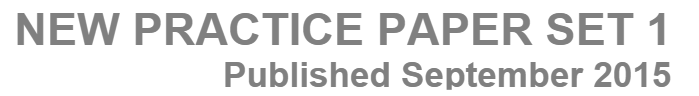 NEW PRACTICE PAPER SET 1
Published September 2015